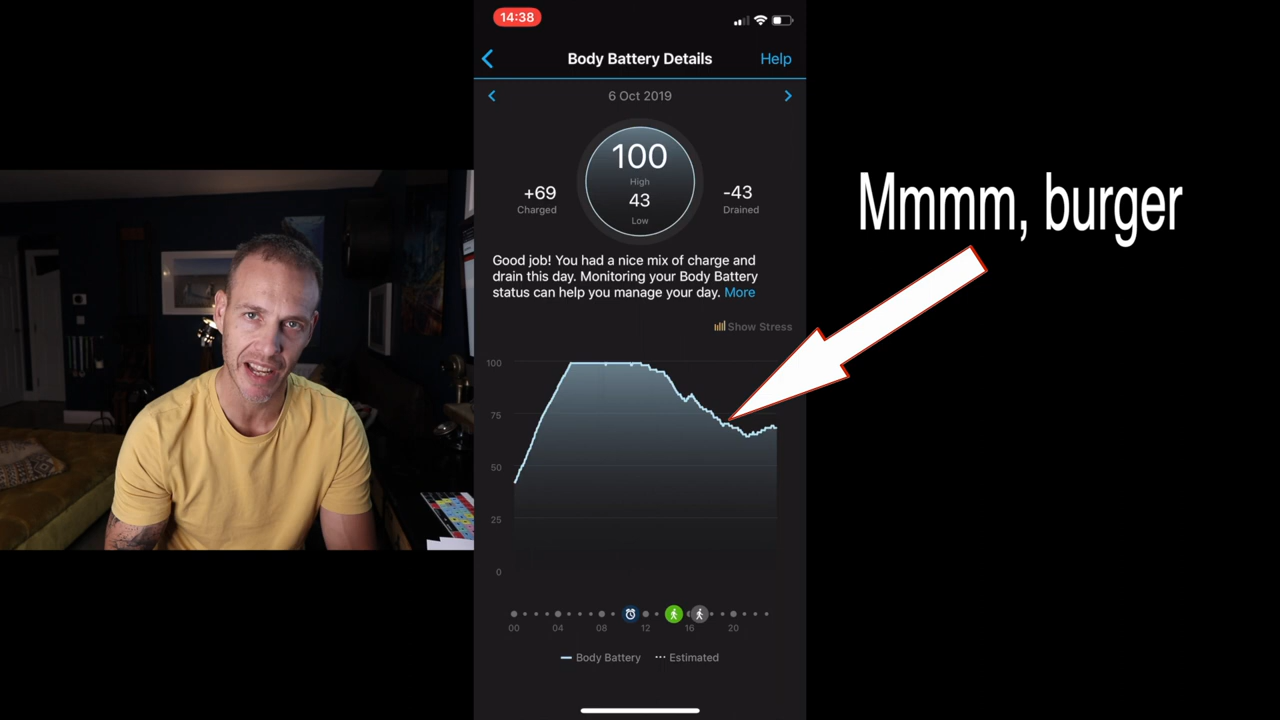 14:38
Body Battery Details
Help
6 Oct 2019
100
High
43
Low
+69
Charged
-43
Drained
Good job! You had a nice mix of charge and
drain this day. Monitoring your Body Battery
status can help you manage your day. More
Show Stress
100
75
50
25
0
00 04 08 12 16 20
Body Battery
Estimated
Mmmm, burger